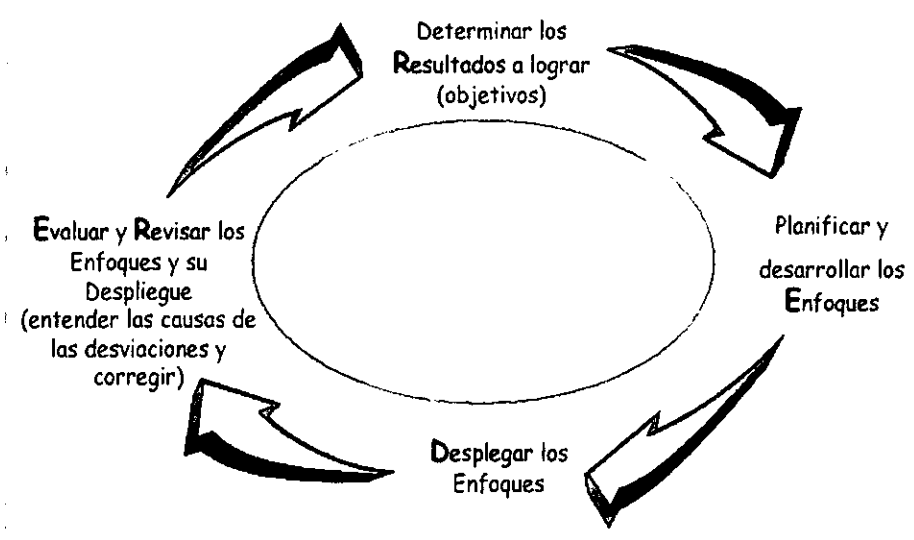 Determinar los
Resultados a lograr
(objetivos)
Planificar y
desarrollar los
Enfoques
Desplegar los
Enfoques
Evaluar y Revisar los
Enfoques y su
Despliegue
(entender las causas de
las desviaciones y
corregir)